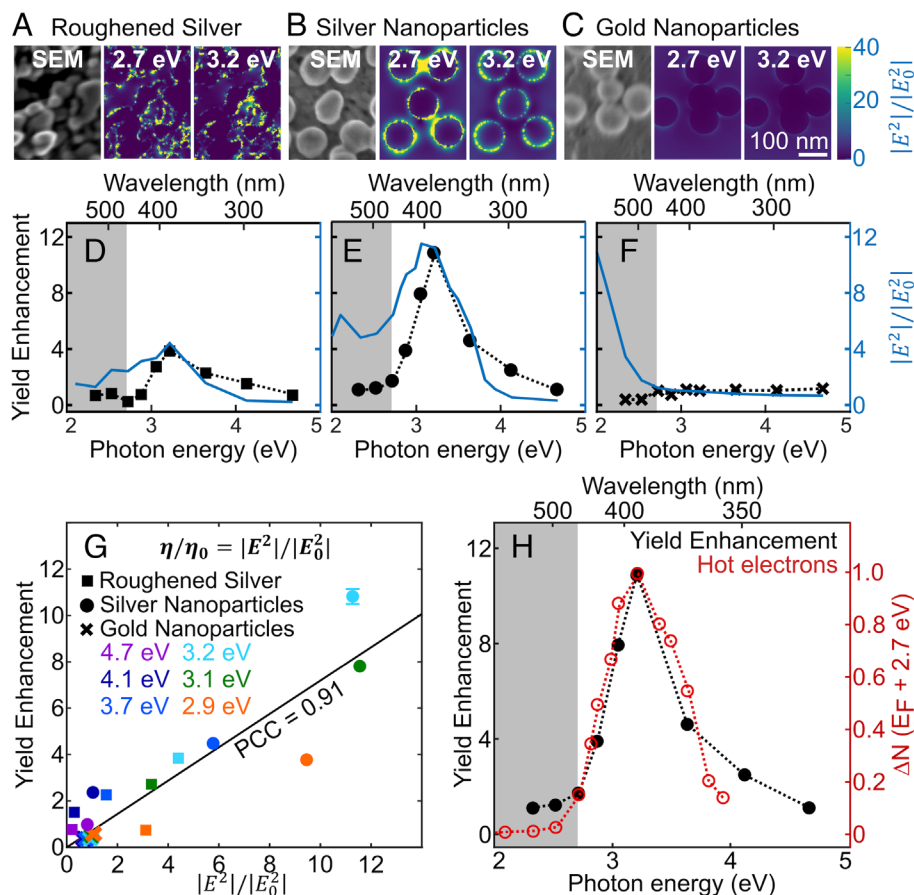 A Roughened Silver
SEM 2.7 eV 3.2 eV
B Silver Nanoparticles
SEM 2.7 eV 3.2 eV
C Gold Nanoparticles
SEM 2.7 eV 3.2 eV
100 nm
40
20
0
|E²|/|E₀²|
Wavelength (nm)
500 400 300
Wavelength (nm)
500 400 300
Wavelength (nm)
500 400 300
Yield Enhancement
12
8
4
0
D
2 3 4 5
Photon energy (eV)
E
2 3 4 5
Photon energy (eV)
F
2 3 4 5
Photon energy (eV)
12
8
4
0
|E²|/|E₀²|
G
η/η₀ = |E²|/|E₀²|
Roughened Silver
Silver Nanoparticles
Gold Nanoparticles
4.7 eV 3.2 eV
4.1 eV 3.1 eV
3.7 eV 2.9 eV
PCC = 0.91
Yield Enhancement
12
8
4
2
0
0 2 4 6 8 10 12
|E²|/|E₀²|
Wavelength (nm)
500 400 350
H
Yield Enhancement
Hot electrons
Yield Enhancement
12
8
4
0
2 3 4 5
Photon energy (eV)
1.0
0.8
0.6
0.4
0.2
0
ΔN (EF + 2.7 eV)